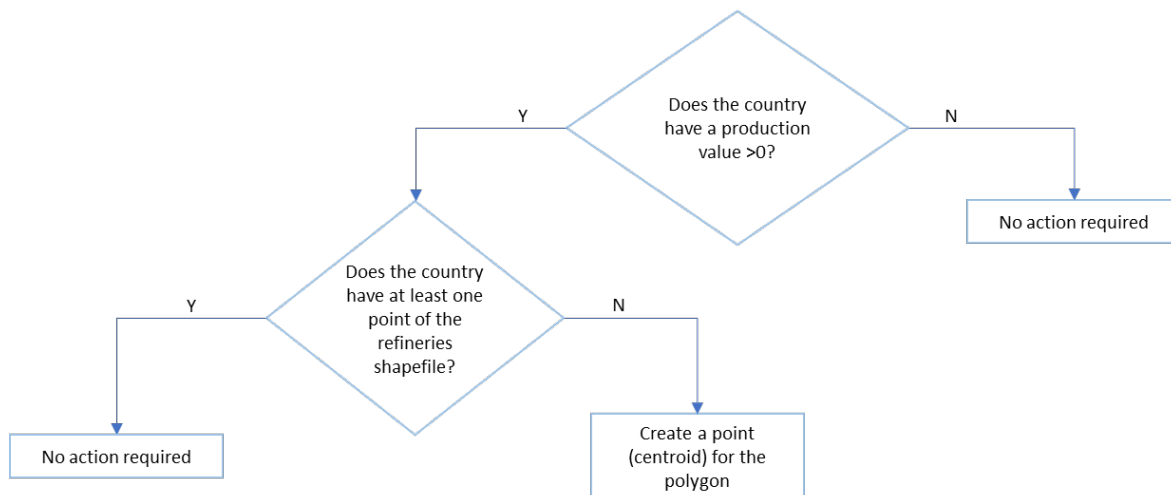 Does the country
have a production
value >0?
Y
N
No action required
Does the country
have at least one
point of the
refineries
shapefile?
Y
N
No action required
Create a point
(centroid) for the
polygon